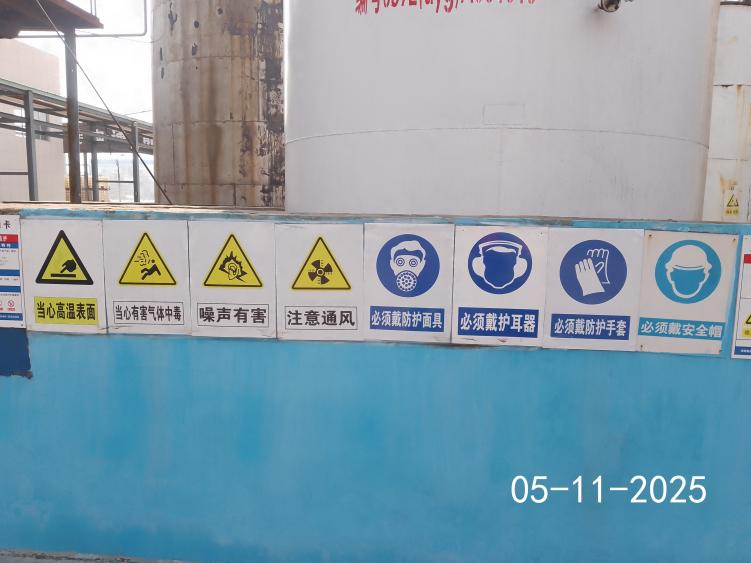 卡
当心高温表面
当心有害气体中毒
噪声有害
注意通风
必须戴防护面具
必须戴护耳器
必须戴防护手套
必须戴安全帽
05-11-2025